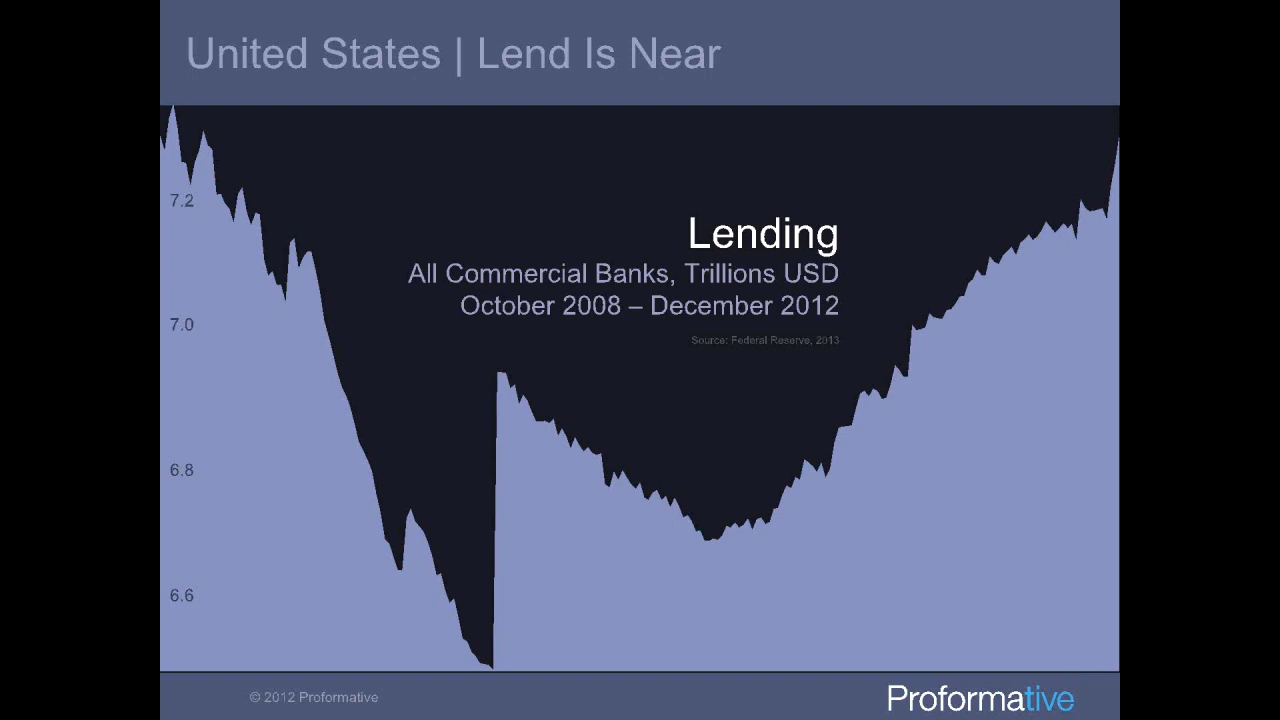 United States | Lend Is Near
7.2
Lending
All Commercial Banks, Trillions USD
October 2008 – December 2012
7.0
Source: Federal Reserve, 2013
6.8
6.6
© 2012 Proformative
Proformative